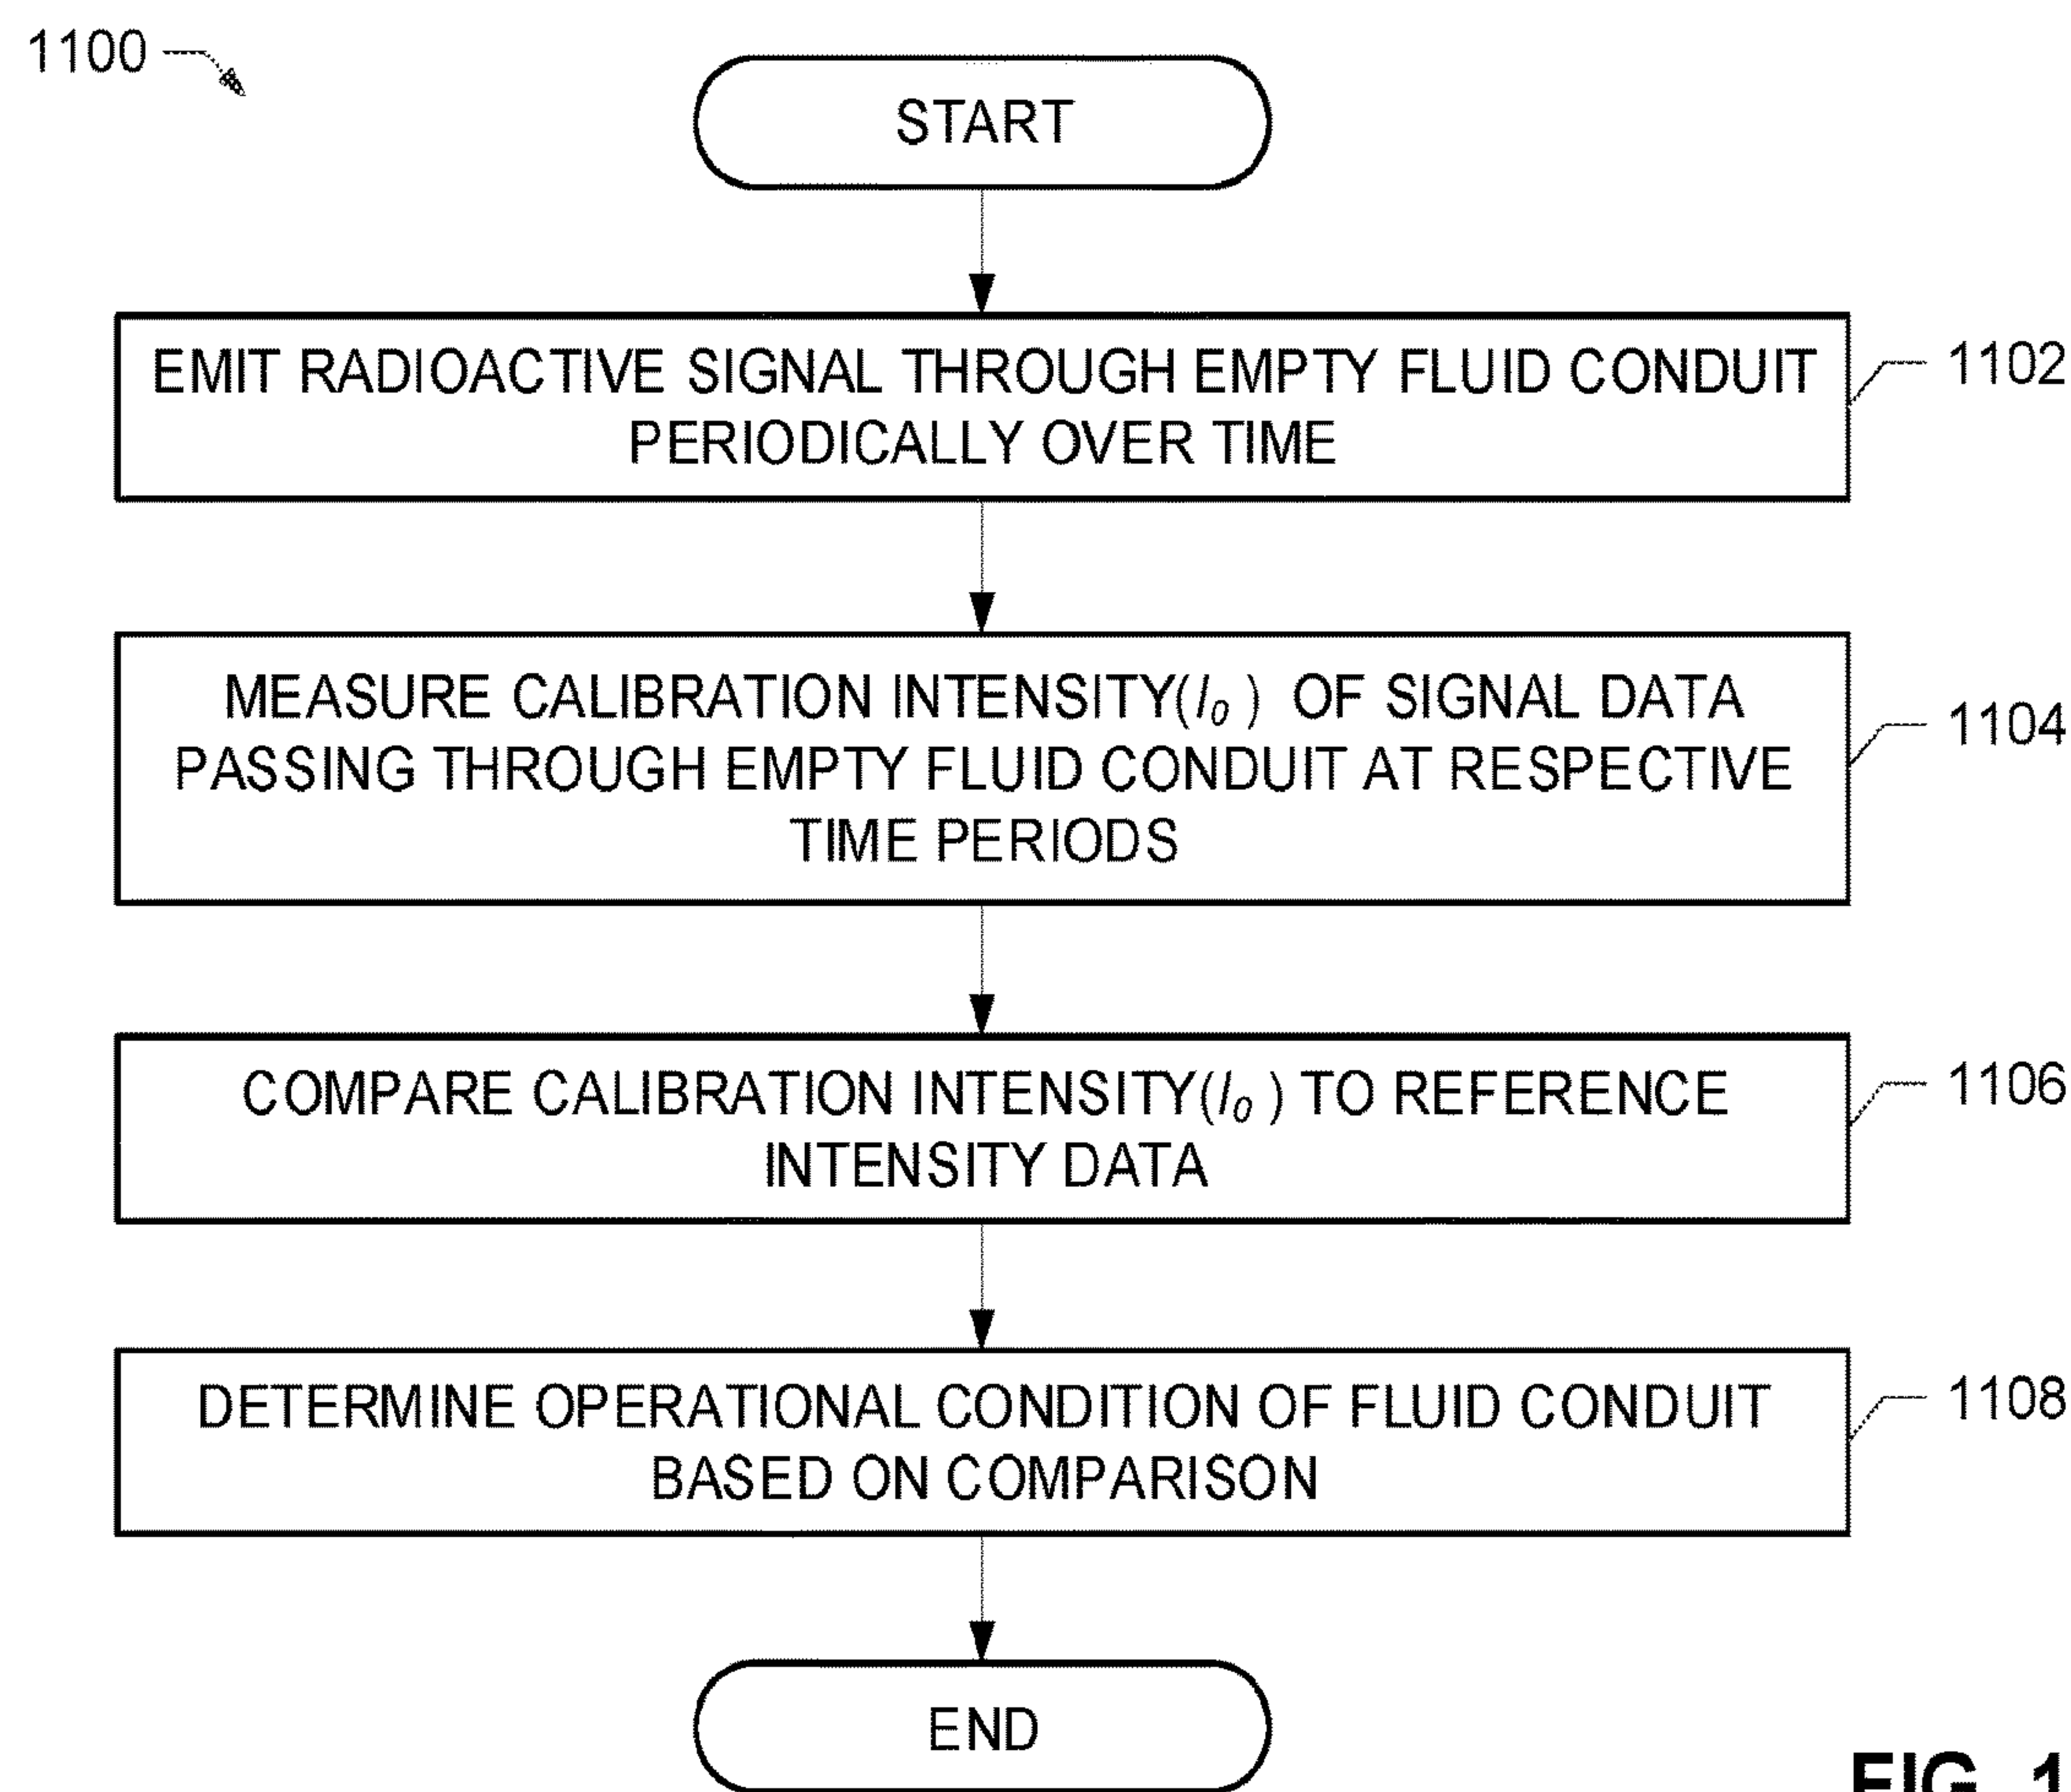 1100
START
EMIT RADIOACTIVE SIGNAL THROUGH EMPTY FLUID CONDUIT
PERIODICALLY OVER TIME
1102
MEASURE CALIBRATION INTENSITY(I₀ ) OF SIGNAL DATA
PASSING THROUGH EMPTY FLUID CONDUIT AT RESPECTIVE
TIME PERIODS
1104
COMPARE CALIBRATION INTENSITY(I₀ ) TO REFERENCE
INTENSITY DATA
1106
DETERMINE OPERATIONAL CONDITION OF FLUID CONDUIT
BASED ON COMPARISON
1108
END